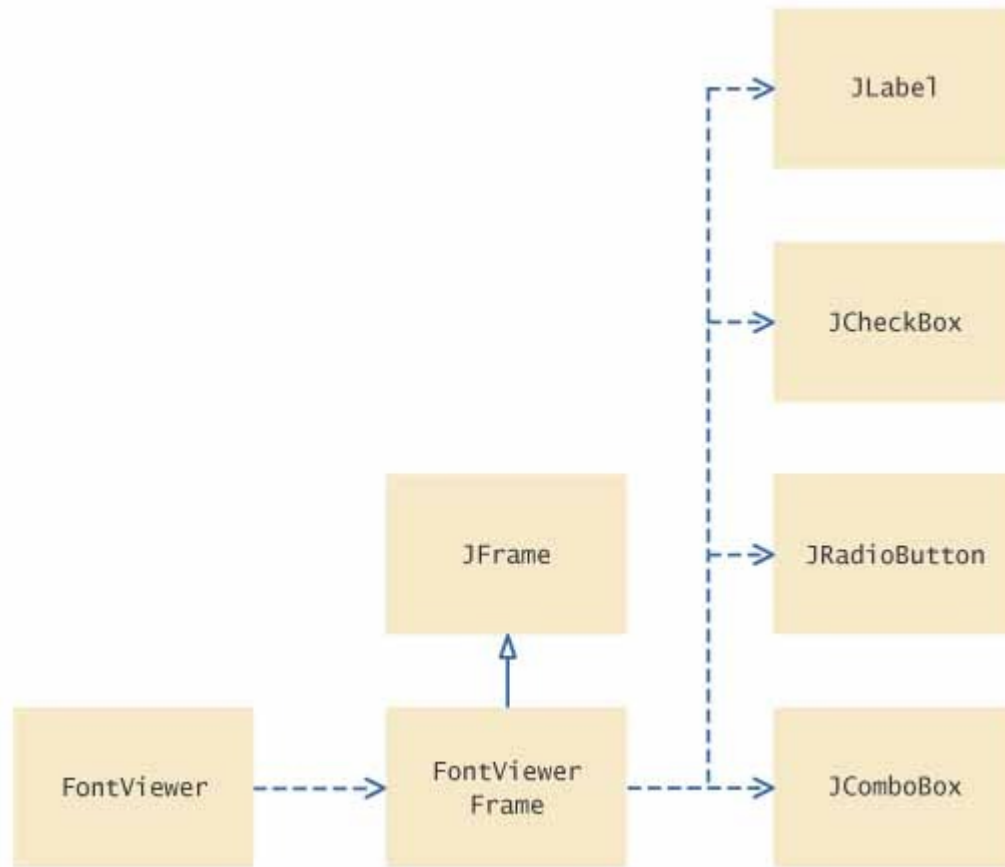 JLabel
JCheckBox
JFrame
JRadioButton
FontViewer
FontViewer
Frame
JComboBox